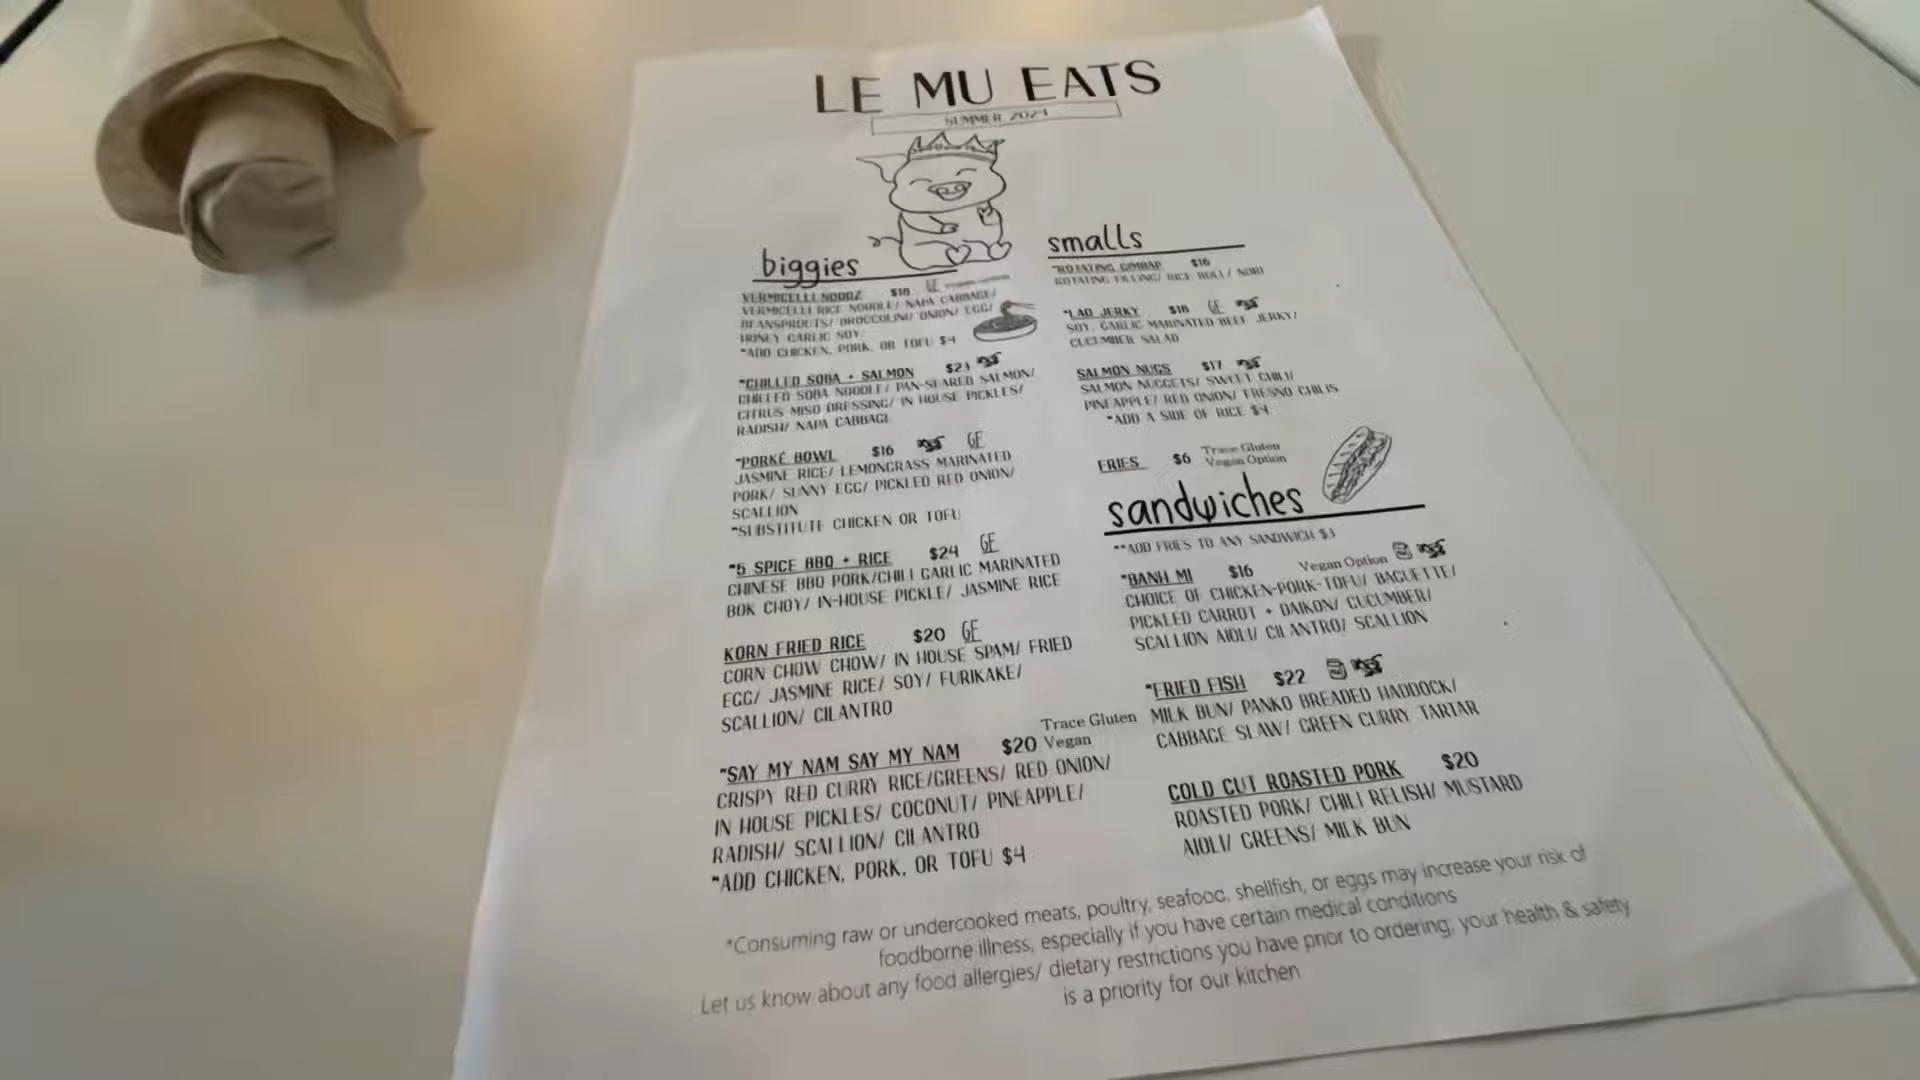 LE MU EATS
SUMMER 2024
biggies
VERMICELLI NOODZ $18 GF
VERMICELLI RICE NOODLE/ NAPA CABBAGE/
BEANSPROUTS/ BROCCOLINI/ ONION/ EGG/
HONEY GARLIC SOY
*ADD CHICKEN, PORK, OR TOFU $4
*CHILLED SOBA + SALMON
CHILLED SOBA NOODLE/ PAN-SEARED SALMON/
CITRUS MISO DRESSING/ IN HOUSE PICKLES/
RADISH/ NAPA CABBAGE
*PORKÉ BOWL $16 GF
JASMINE RICE/ LEMONGRASS MARINATED
PORK/ SUNNY EGG/ PICKLED RED ONION/
SCALLION
*SUBSTITUTE CHICKEN OR TOFU
*5 SPICE BBQ + RICE $24 GF
CHINESE BBQ PORK/CHILI GARLIC MARINATED
BOK CHOY/ IN-HOUSE PICKLE/ JASMINE RICE
KORN FRIED RICE $20 GF
CORN CHOW CHOW/ IN HOUSE SPAM/ FRIED
EGG/ JASMINE RICE/ SOY/ FURIKAKE/
SCALLION/ CILANTRO
*SAY MY NAM SAY MY NAM $20 Trace Gluten
Vegan
CRISPY RED CURRY RICE/GREENS/ RED ONION/
IN HOUSE PICKLES/ COCONUT/ PINEAPPLE/
RADISH/ SCALLION/ CILANTRO
*ADD CHICKEN, PORK, OR TOFU $4
smalls
*ROTATING GIMBAP $16
ROTATING FILLING/ RICE ROLL/ NORI
*LAO JERKY $18 GF
SOY, GARLIC MARINATED BEEF JERKY/
CUCUMBER SALAD
SALMON NUGS $17
SALMON NUGGETS/ SWEET CHILI/
PINEAPPLE/ RED ONION/ FRESNO CHILIS
*ADD A SIDE OF RICE $4
FRIES $6 Trace Gluten
Vegan Option
sandwiches
**ADD FRIES TO ANY SANDWICH $3
*BANH MI $16 Vegan Option
CHOICE OF CHICKEN-PORK-TOFU/ BAGUETTE/
PICKLED CARROT + DAIKON/ CUCUMBER/
SCALLION AIOLI/ CILANTRO/ SCALLION
*FRIED FISH $22
MILK BUN/ PANKO BREADED HADDOCK/
CABBAGE SLAW/ GREEN CURRY TARTAR
COLD CUT ROASTED PORK $20
ROASTED PORK/ CHILI RELISH/ MUSTARD
AIOLI/ GREENS/ MILK BUN
*Consuming raw or undercooked meats, poultry, seafood, shellfish, or eggs may increase your risk of
foodborne illness, especially if you have certain medical conditions
Let us know about any food allergies/ dietary restrictions you have prior to ordering; your health & safety
is a priority for our kitchen